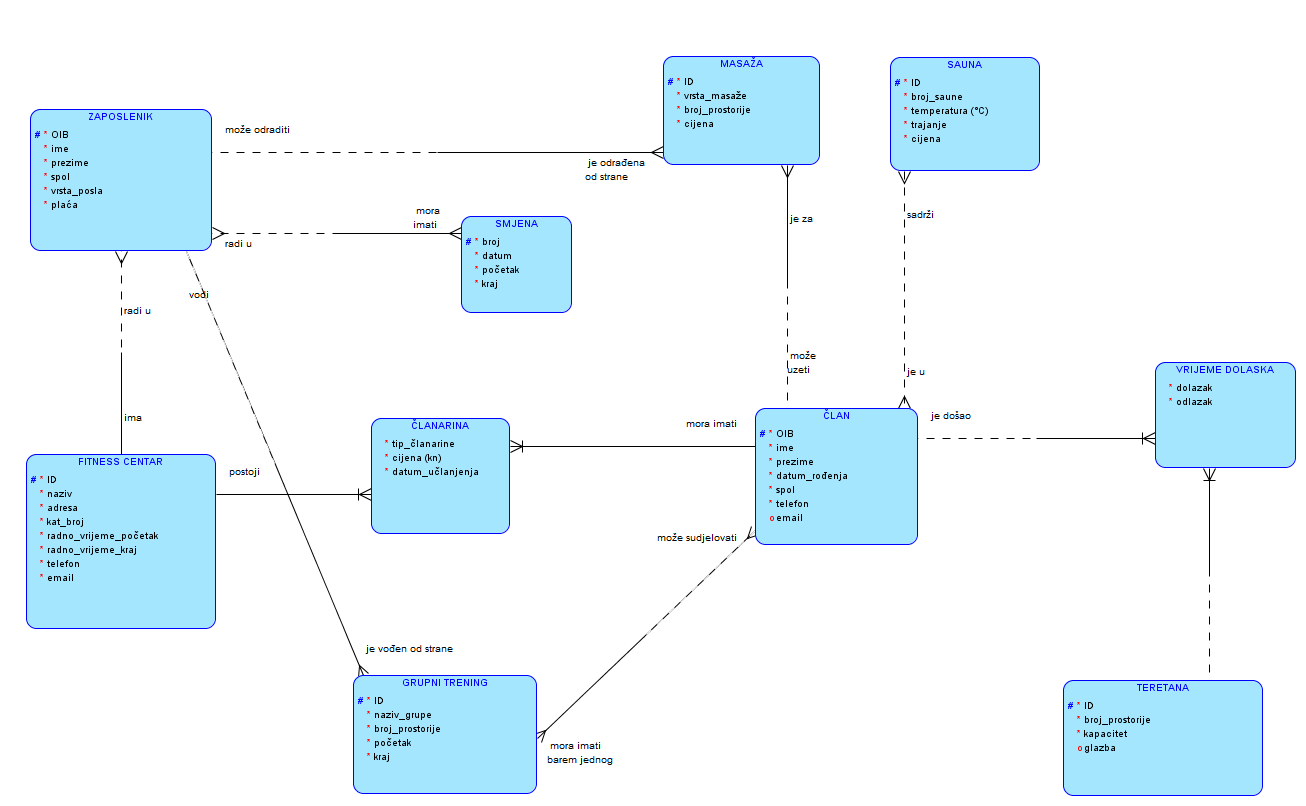 MASAŽA
# * ID
* vrsta_masaže
* broj_prostorije
* cijena
SAUNA
# * ID
* broj_saune
* temperatura (°C)
* trajanje
* cijena
ZAPOSLENIK
# * OIB
* ime
* prezime
* spol
* vrsta_posla
* plaća
može odraditi
je odrađena
od strane
mora
imati
radi u
SMJENA
# * broj
* datum
* početak
* kraj
je za
sadrži
vodi
radi u
može
uzeti
je u
ima
VRIJEME DOLASKA
* dolazak
* odlazak
ČLANARINA
* tip_članarine
* cijena (kn)
* datum_učlanjenja
mora imati
ČLAN
# * OIB
* ime
* prezime
* datum_rođenja
* spol
* telefon
o email
je došao
FITNESS CENTAR
# * ID
* naziv
* adresa
* kat_broj
* radno_vrijeme_početak
* radno_vrijeme_kraj
* telefon
* email
postoji
može sudjelovati
je vođen od strane
GRUPNI TRENING
# * ID
* naziv_grupe
* broj_prostorije
* početak
* kraj
mora imati
barem jednog
TERETANA
# * ID
* broj_prostorije
* kapacitet
o glazba